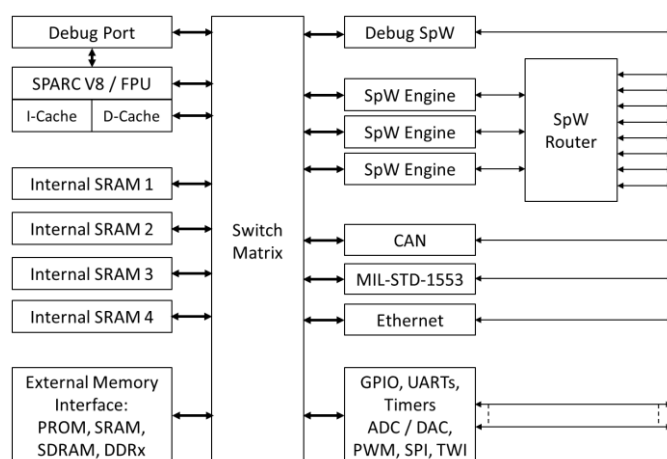 Debug Port
SPARC V8 / FPU
I-Cache
D-Cache
Internal SRAM 1
Internal SRAM 2
Internal SRAM 3
Internal SRAM 4
External Memory
Interface:
PROM, SRAM,
SDRAM, DDRx
Switch
Matrix
Debug SpW
SpW Engine
SpW Engine
SpW Engine
SpW
Router
CAN
MIL-STD-1553
Ethernet
GPIO, UARTs,
Timers
ADC / DAC,
PWM, SPI, TWI